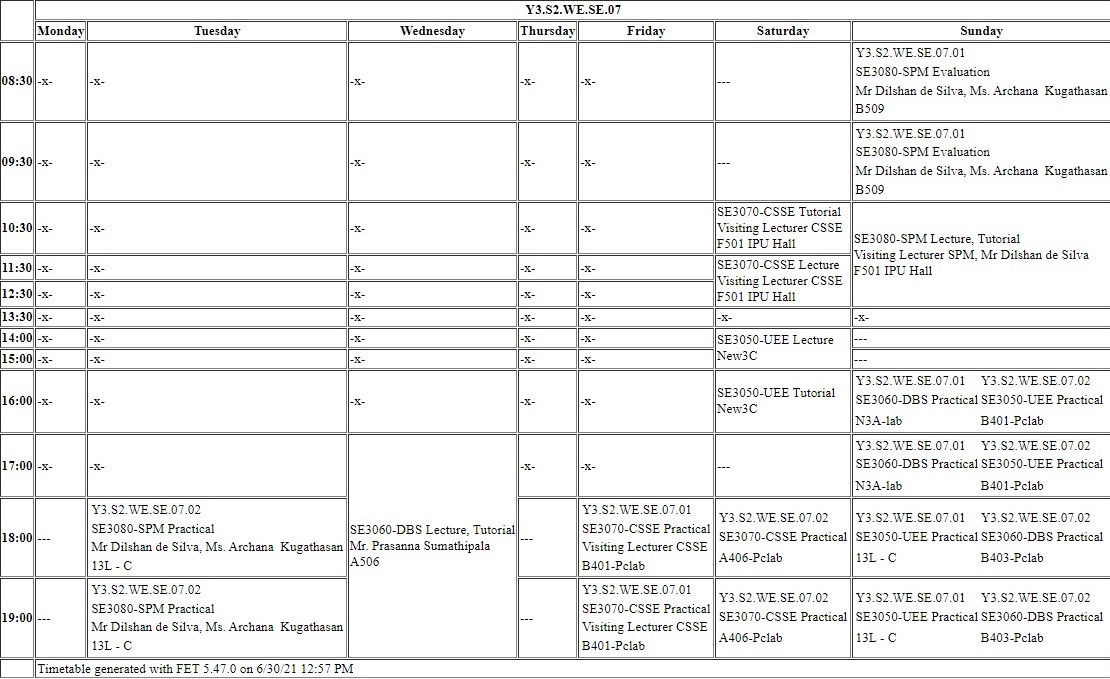 Y3.S2.WE.SE.07
Monday Tuesday Wednesday Thursday Friday Saturday Sunday
08:30 -x- -x- -x- -x- -x- ---
Y3.S2.WE.SE.07.01
SE3080-SPM Evaluation
Mr Dilshan de Silva, Ms. Archana Kugathasan
B509
09:30 -x- -x- -x- -x- -x- ---
Y3.S2.WE.SE.07.01
SE3080-SPM Evaluation
Mr Dilshan de Silva, Ms. Archana Kugathasan
B509
10:30 -x- -x- -x- -x- -x-
SE3070-CSSE Tutorial
Visiting Lecturer CSSE
F501 IPU Hall
SE3080-SPM Lecture, Tutorial
Visiting Lecturer SPM, Mr Dilshan de Silva
F501 IPU Hall
11:30 -x- -x- -x- -x- -x-
SE3070-CSSE Lecture
Visiting Lecturer CSSE
F501 IPU Hall
12:30 -x- -x- -x- -x- -x-
13:30 -x- -x- -x- -x- -x- -x- -x-
14:00 -x- -x- -x- -x- -x-
SE3050-UEE Lecture
New3C
---
15:00 -x- -x- -x- -x- -x- ---
16:00 -x- -x- -x- -x- -x-
SE3050-UEE Tutorial
New3C
Y3.S2.WE.SE.07.01 Y3.S2.WE.SE.07.02
SE3060-DBS Practical SE3050-UEE Practical
N3A-lab B401-Pclab
17:00 -x- -x-
SE3060-DBS Lecture, Tutorial
Mr. Prasanna Sumathipala
A506
-x- -x- ---
Y3.S2.WE.SE.07.01 Y3.S2.WE.SE.07.02
SE3060-DBS Practical SE3050-UEE Practical
N3A-lab B401-Pclab
18:00 ---
Y3.S2.WE.SE.07.02
SE3080-SPM Practical
Mr Dilshan de Silva, Ms. Archana Kugathasan
13L - C
---
Y3.S2.WE.SE.07.01
SE3070-CSSE Practical
Visiting Lecturer CSSE
B401-Pclab
Y3.S2.WE.SE.07.02
SE3070-CSSE Practical
A406-Pclab
Y3.S2.WE.SE.07.01 Y3.S2.WE.SE.07.02
SE3050-UEE Practical SE3060-DBS Practical
13L - C B403-Pclab
19:00 ---
Y3.S2.WE.SE.07.02
SE3080-SPM Practical
Mr Dilshan de Silva, Ms. Archana Kugathasan
13L - C
---
Y3.S2.WE.SE.07.01
SE3070-CSSE Practical
Visiting Lecturer CSSE
B401-Pclab
Y3.S2.WE.SE.07.02
SE3070-CSSE Practical
A406-Pclab
Y3.S2.WE.SE.07.01 Y3.S2.WE.SE.07.02
SE3050-UEE Practical SE3060-DBS Practical
13L - C B403-Pclab
Timetable generated with FET 5.47.0 on 6/30/21 12:57 PM